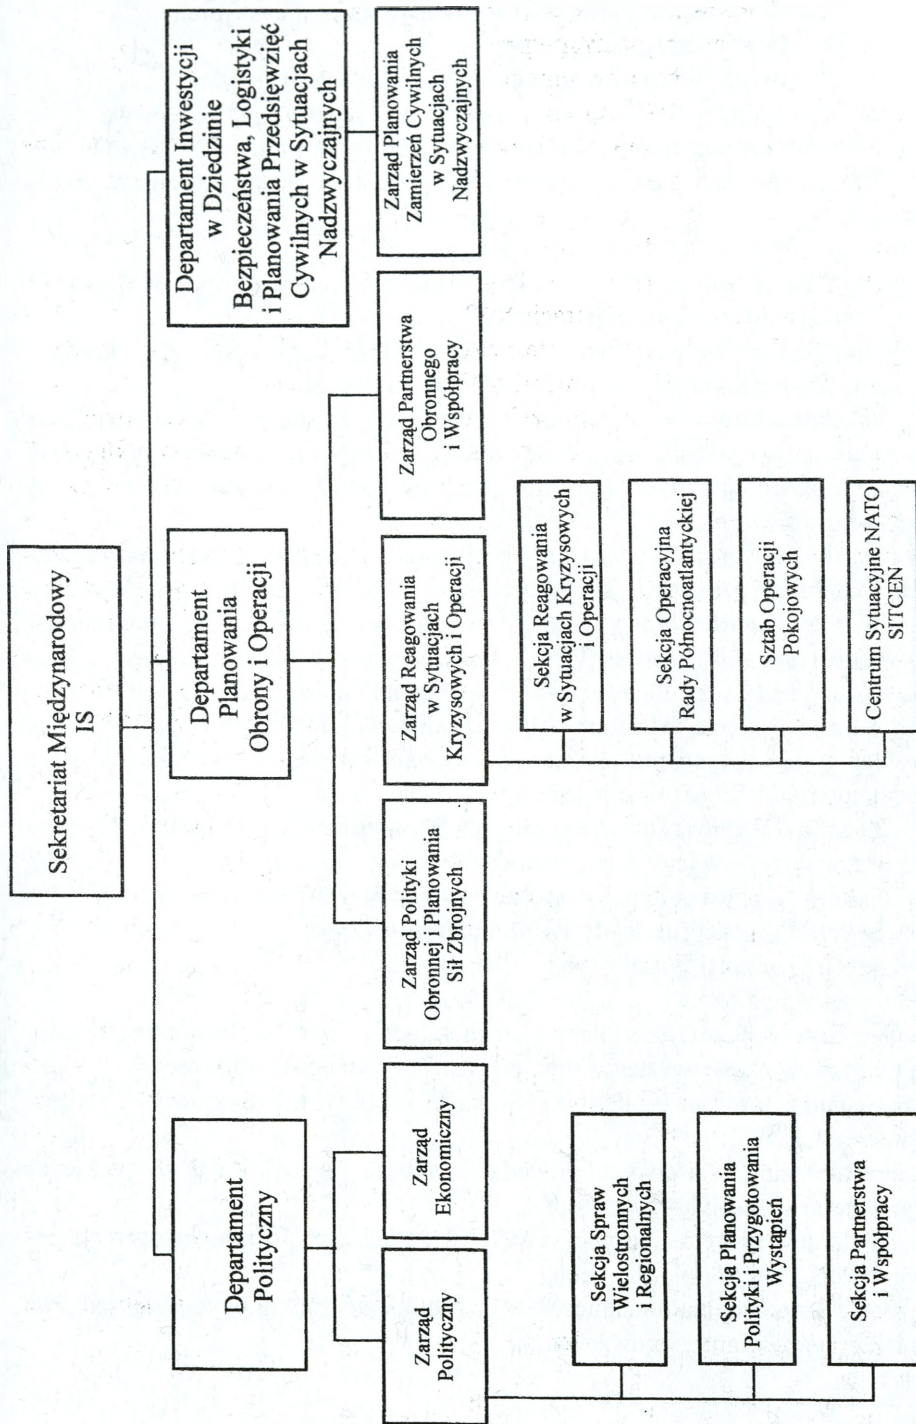 Sekretariat Międzynarodowy
IS
Departament
Polityczny
Departament
Planowania
Obrony i Operacji
Departament Inwestycji
w Dziedzinie
Bezpieczeństwa, Logistyki
i Planowania Przedsięwzięć
Cywilnych w Sytuacjach
Nadzwyczajnych
Zarząd
Polityczny
Zarząd
Ekonomiczny
Zarząd Polityki
Obronnej i Planowania
Sił Zbrojnych
Zarząd Reagowania
w Sytuacjach
Kryzysowych i Operacji
Zarząd Partnerstwa
Obronnego
i Współpracy
Zarząd Planowania
Zamierzeń Cywilnych
w Sytuacjach
Nadzwyczajnych
Sekcja Spraw
Wielostronnych
i Regionalnych
Sekcja Planowania
Polityki i Przygotowania
Wystąpień
Sekcja Partnerstwa
i Współpracy
Sekcja Reagowania
w Sytuacjach Kryzysowych
i Operacji
Sekcja Operacyjna
Rady Północnoatlantyckiej
Sztab Operacji
Pokojowych
Centrum Sytuacyjne NATO
SITCEN